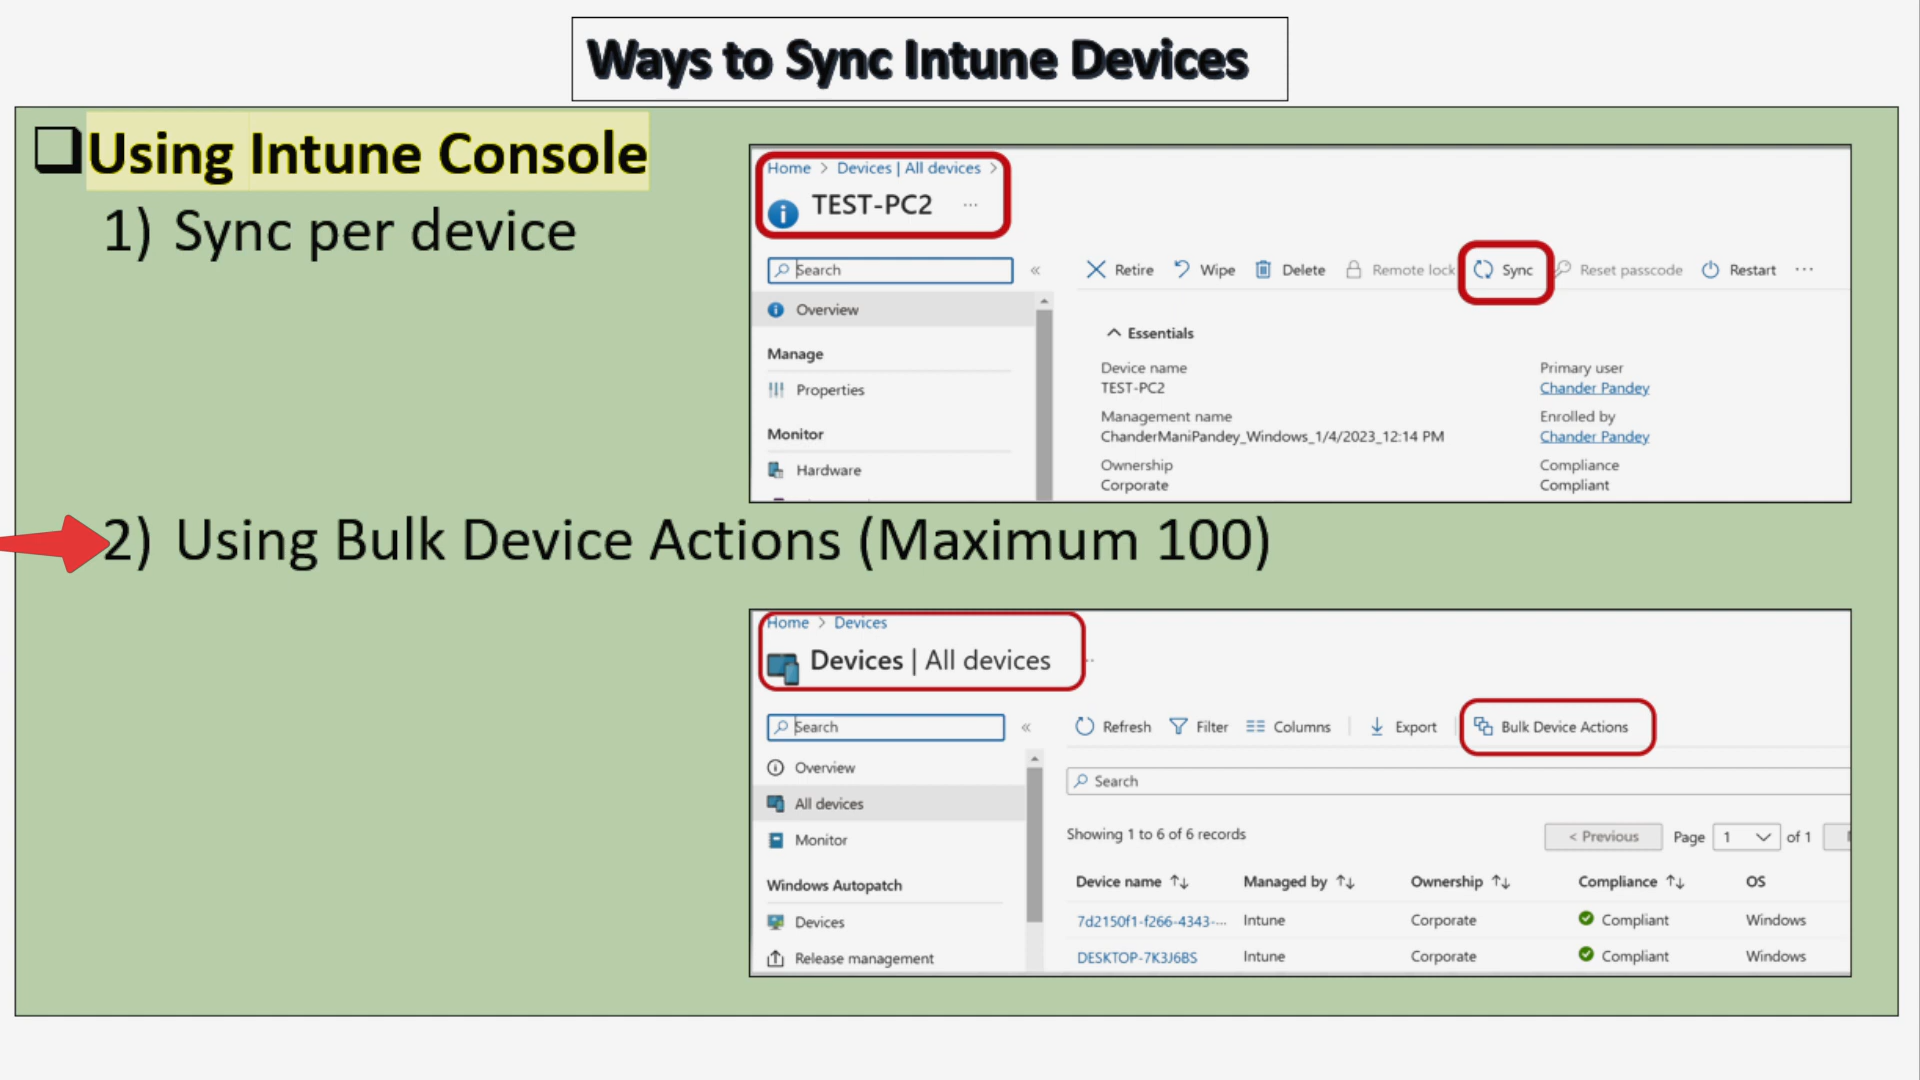 Ways to Sync Intune Devices
Using Intune Console
1) Sync per device
Home > Devices | All devices >
TEST-PC2 ...
Search «
Retire Wipe Delete Remote lock Sync Reset passcode Restart ...
Overview
Essentials
Manage
Device name Primary user
Properties
TEST-PC2 Chander Pandey
Management name Enrolled by
Monitor
ChanderManiPandey_Windows_1/4/2023_12:14 PM Chander Pandey
Hardware
Ownership Compliance
Corporate Compliant
2) Using Bulk Device Actions (Maximum 100)
Home > Devices
Devices | All devices
Search «
Refresh Filter Columns Export Bulk Device Actions
Overview
Search
All devices
Monitor
Showing 1 to 6 of 6 records < Previous Page 1 of 1
Windows Autopatch
Device name ↑↓ Managed by ↑↓ Ownership ↑↓ Compliance ↑↓ OS
Devices
7d2150f1-f266-4343-... Intune Corporate Compliant Windows
Release management
DESKTOP-7K3J6BS Intune Corporate Compliant Windows